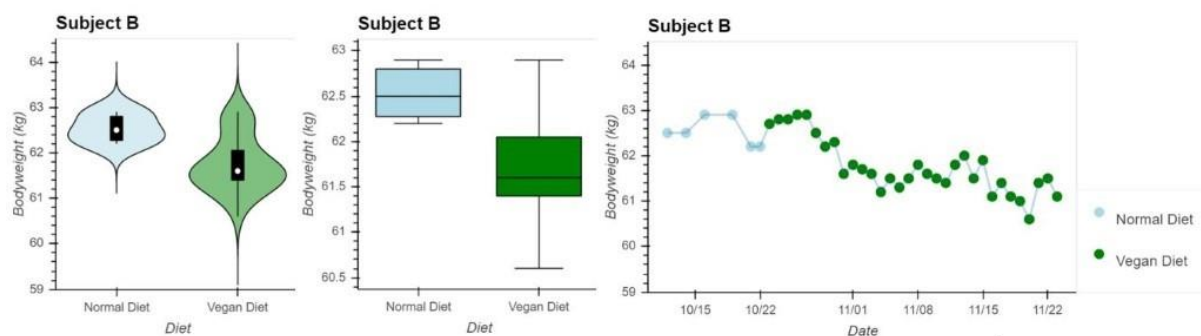 Subject B
Bodyweight (kg)
64
63
62
61
60
59
Normal Diet
Vegan Diet
Diet
Subject B
Bodyweight (kg)
63
62.5
62
61.5
61
60.5
Normal Diet
Vegan Diet
Diet
Subject B
Bodyweight (kg)
64
63
62
61
60
59
10/15
10/22
11/01
11/08
11/15
11/22
Date
Normal Diet
Vegan Diet